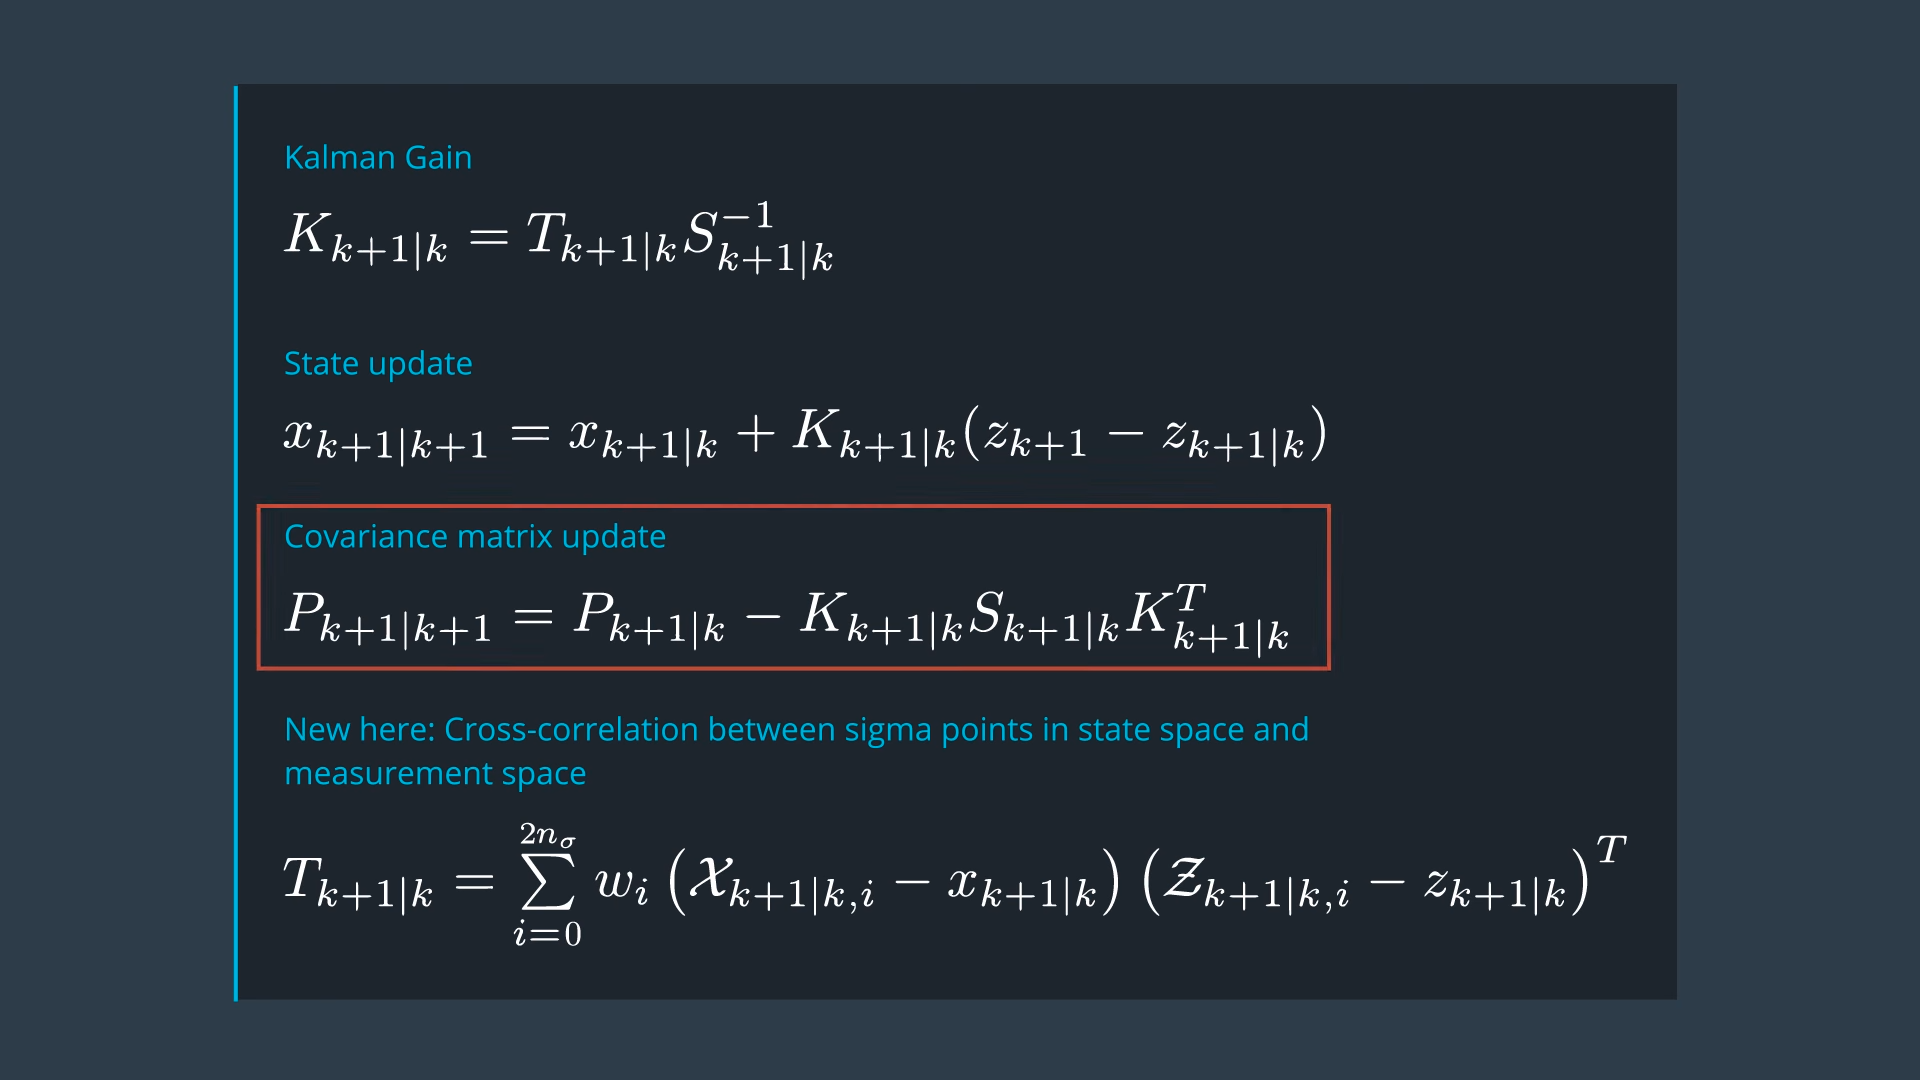 Kalman Gain
$K_{k+1|k} = T_{k+1|k} S_{k+1|k}^{-1}$
State update
$x_{k+1|k+1} = x_{k+1|k} + K_{k+1|k}(z_{k+1} - z_{k+1|k})$
Covariance matrix update
$P_{k+1|k+1} = P_{k+1|k} - K_{k+1|k} S_{k+1|k} K_{k+1|k}^{T}$
New here: Cross-correlation between sigma points in state space and
measurement space
$T_{k+1|k} = \sum_{i=0}^{2n_\sigma} w_i \left(\mathcal{X}_{k+1|k,i} - x_{k+1|k}\right) \left(\mathcal{Z}_{k+1|k,i} - z_{k+1|k}\right)^T$